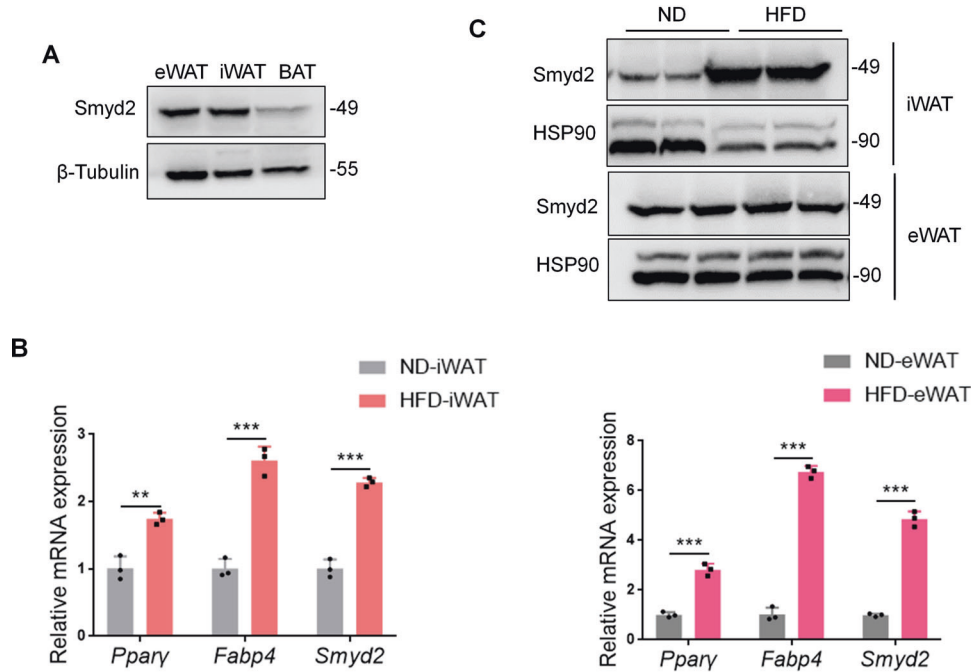 A
eWAT iWAT BAT
Smyd2 -49
β-Tubulin -55
C
ND HFD
Smyd2 -49
HSP90 -90
iWAT
Smyd2 -49
HSP90 -90
eWAT
B
ND-iWAT
HFD-iWAT
Relative mRNA expression
3
2
1
0
** *** ***
Pparγ Fabp4 Smyd2
ND-eWAT
HFD-eWAT
Relative mRNA expression
8
6
4
2
0
*** *** ***
Pparγ Fabp4 Smyd2